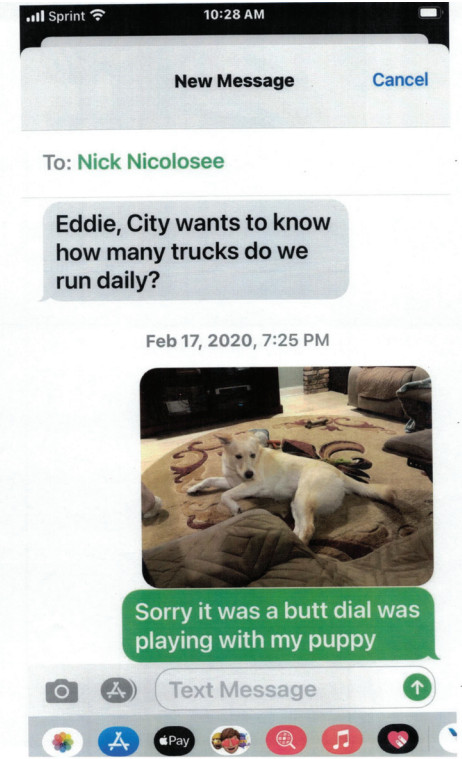 Sprint 10:28 AM
New Message Cancel
To: Nick Nicolosee
Eddie, City wants to know
how many trucks do we
run daily?
Feb 17, 2020, 7:25 PM
Sorry it was a butt dial was
playing with my puppy
Text Message
Pay